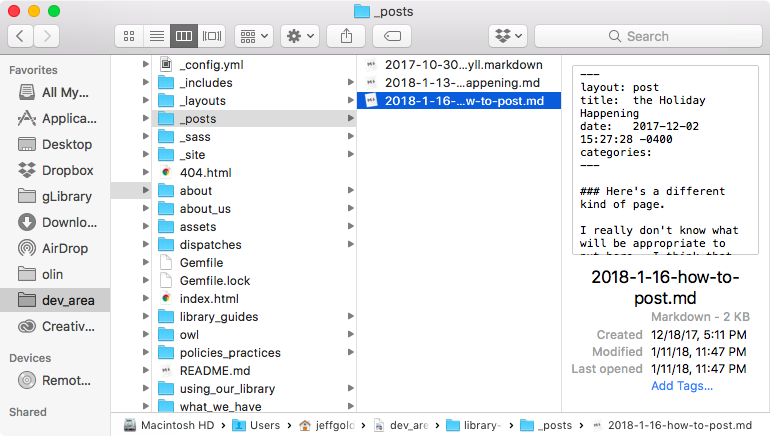 _posts
Search
Favorites
All My...
Applica...
Desktop
Dropbox
gLibrary
Downlo...
AirDrop
olin
dev_area
Creativ...
Devices
Remot...
Shared
_config.yml
_includes
_layouts
_posts
_sass
_site
404.html
about
about_us
assets
dispatches
Gemfile
Gemfile.lock
index.html
library_guides
owl
policies_practices
README.md
using_our_library
what_we_have
2017-10-30...yll.markdown
2018-1-13-...appening.md
2018-1-16-...w-to-post.md
---
layout: post
title:  the Holiday
Happening
date:   2017-12-02
15:27:28 -0400
categories:
---
### Here's a different
kind of page.
I really don't know what
will be appropriate to
put here. I think that
2018-1-16-how-to-
post.md
Markdown - 2 KB
Created 12/18/17, 5:11 PM
Modified 1/11/18, 11:47 PM
Last opened 1/11/18, 11:47 PM
Add Tags...
Macintosh HD Users jeffgold dev_are library- _posts 2018-1-16-how-to-post.md